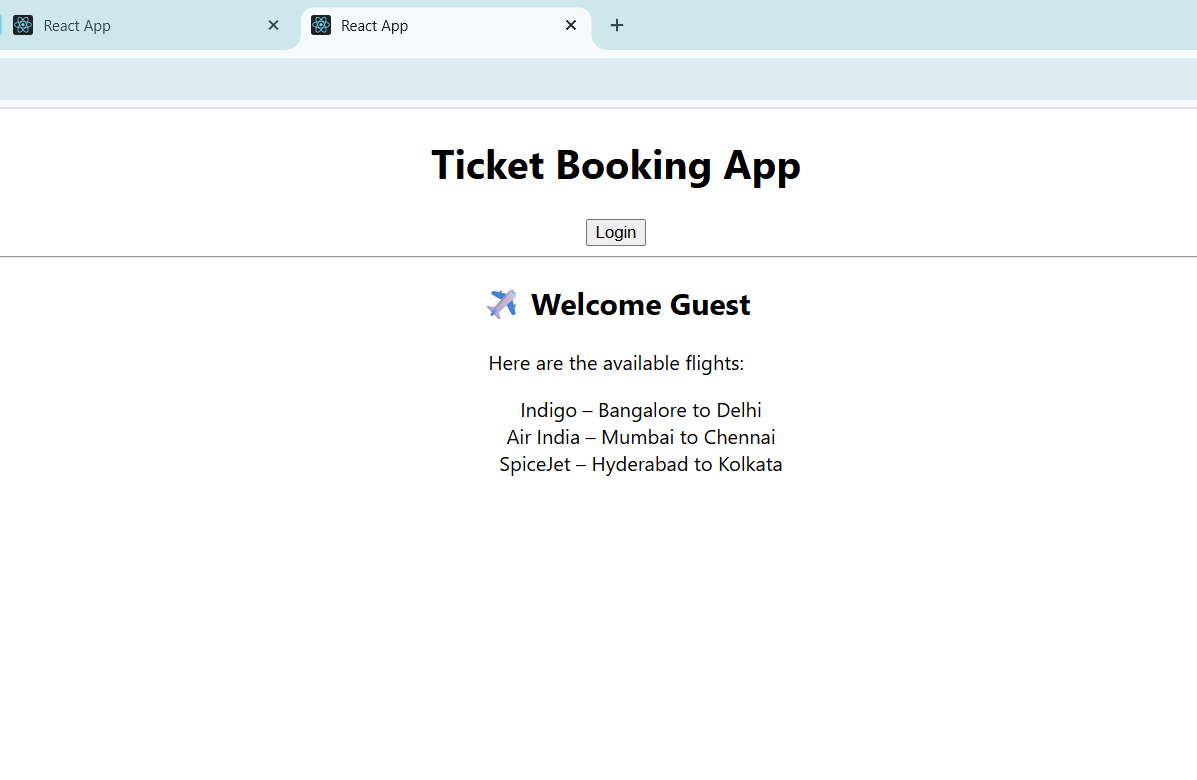 React App
React App
Ticket Booking App
Login
✈️ Welcome Guest
Here are the available flights:
Indigo – Bangalore to Delhi
Air India – Mumbai to Chennai
SpiceJet – Hyderabad to Kolkata